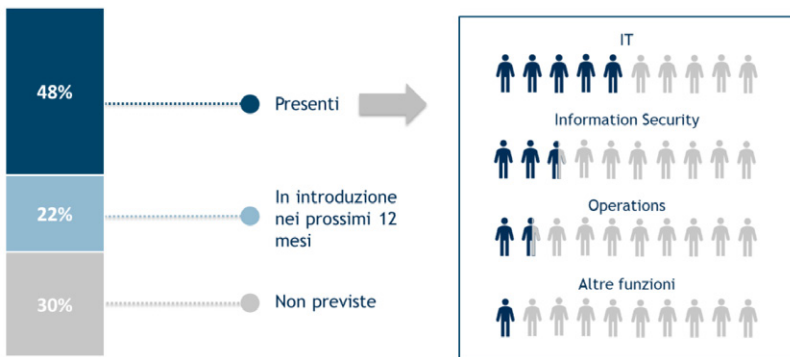 48%
Presenti
22%
In introduzione
nei prossimi 12
mesi
30%
Non previste
IT
Information Security
Operations
Altre funzioni